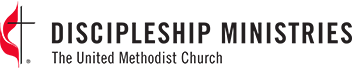 DISCIPLESHIP MINISTRIES
The United Methodist Church
®